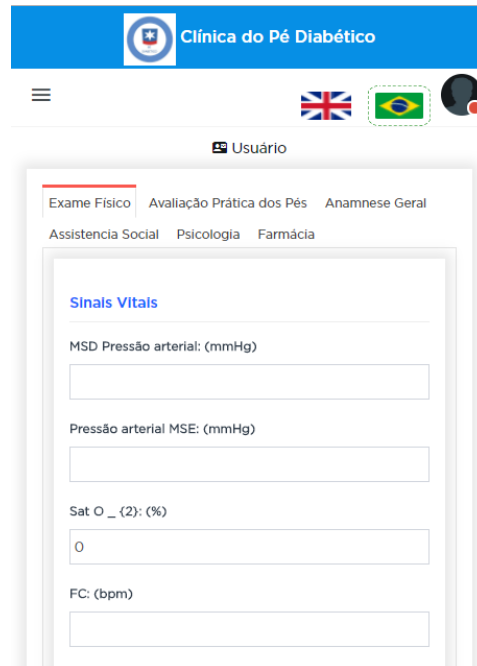 Clínica do Pé Diabético
Usuário
Exame Físico Avaliação Prática dos Pés Anamnese Geral
Assistencia Social Psicologia Farmácia
Sinais Vitais
MSD Pressão arterial: (mmHg)
Pressão arterial MSE: (mmHg)
Sat O _ {2}: (%)
0
FC: (bpm)